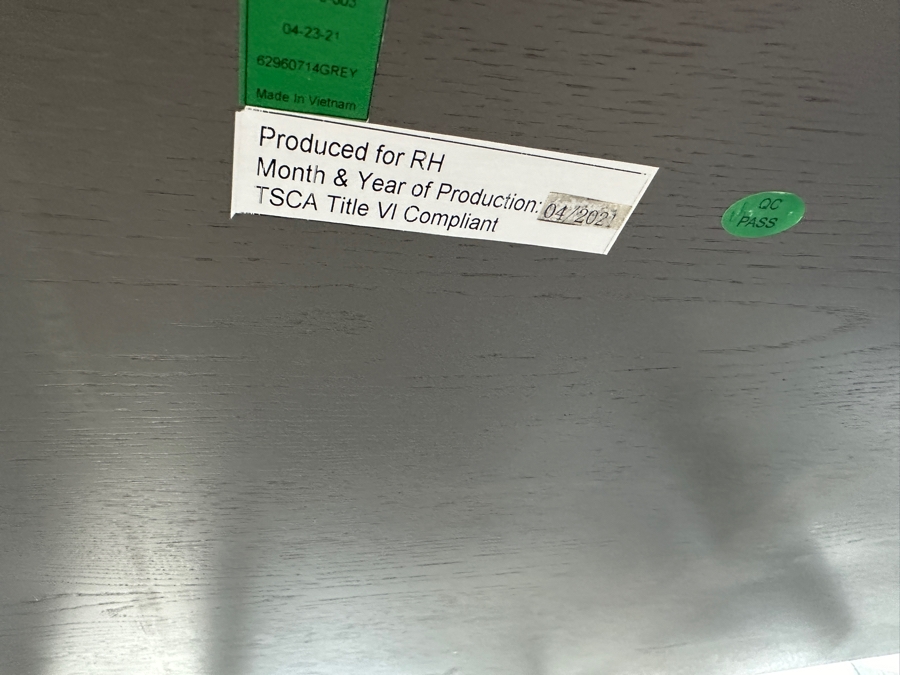 04-23-21
62960714GREY
Made In Vietnam
Produced for RH
Month & Year of Production: 04/2021
TSCA Title VI Compliant
QC
PASS